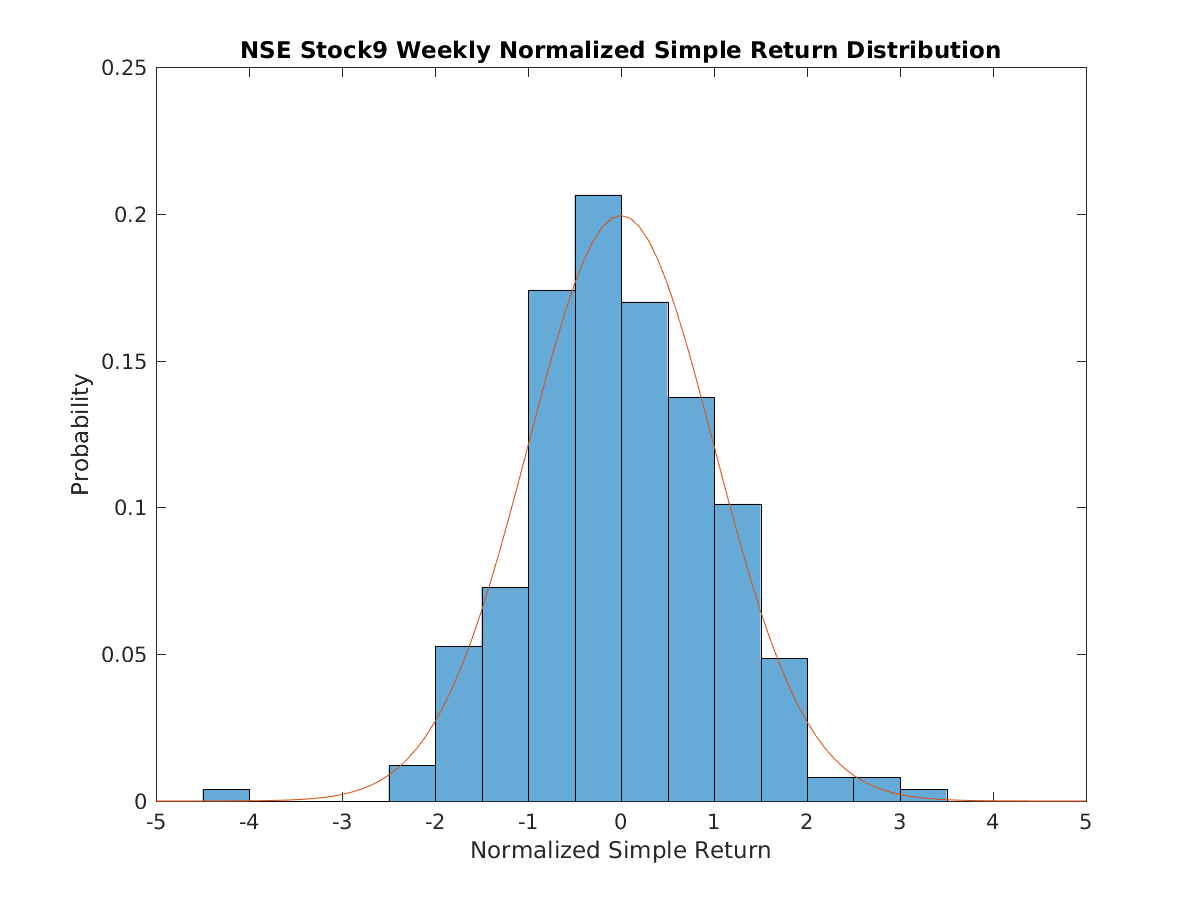 NSE Stock9 Weekly Normalized Simple Return Distribution
0.25
0.2
0.15
0.1
0.05
0
Probability
-5 -4 -3 -2 -1 0 1 2 3 4 5
Normalized Simple Return